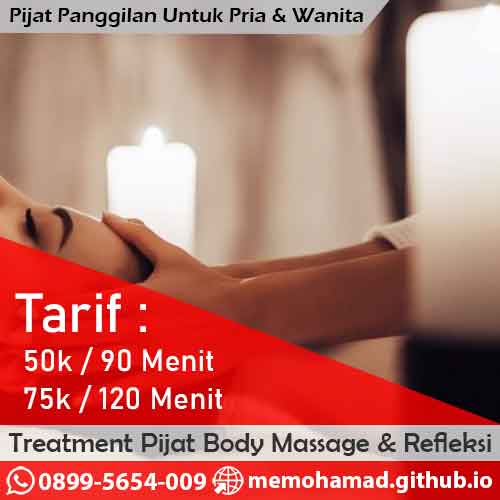 Pijat Panggilan Untuk Pria & Wanita
Tarif :
50k / 90 Menit
75k / 120 Menit
Treatment Pijat Body Massage & Refleksi
0899-5654-009 memohamad.github.io